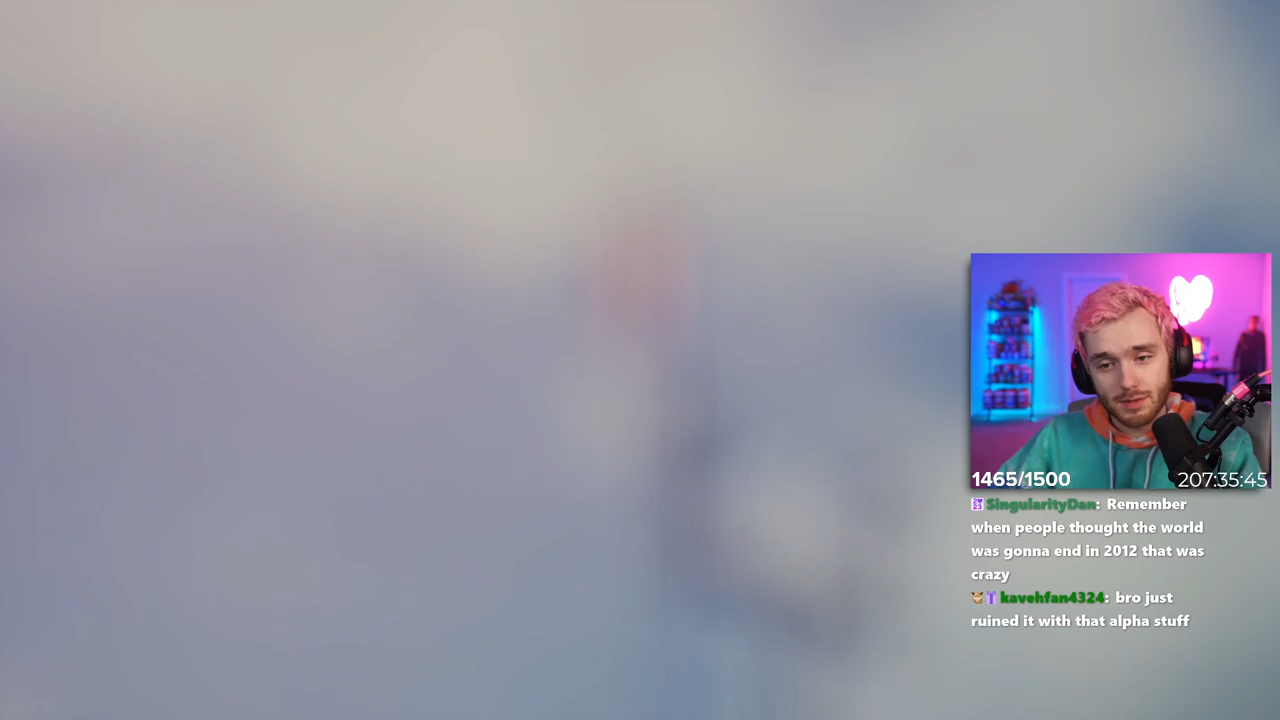 1465/1500
207:35:45
SingularityDan: Remember
when people thought the world
was gonna end in 2012 that was
crazy
kavehfan4324: bro just
ruined it with that alpha stuff